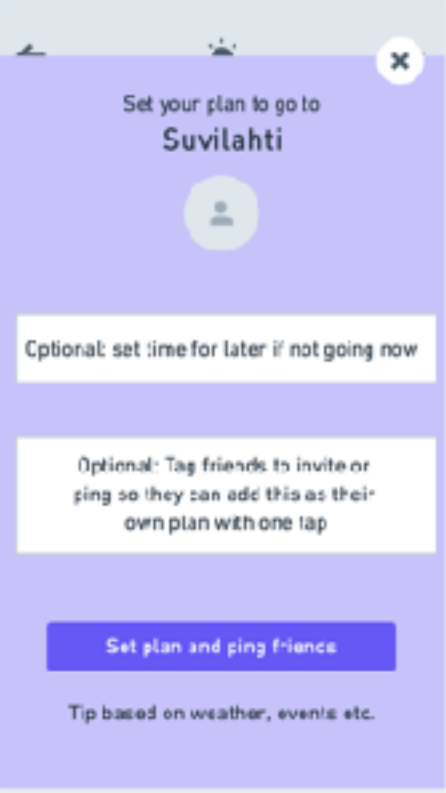 Set your plan to go to
Suvilahti
Optional: set time for later if not going now
Optional: Tag friends to invite or
ping so they can add this as their
own plan with one tap
Set plan and ping friends
Tip based on weather, events etc.